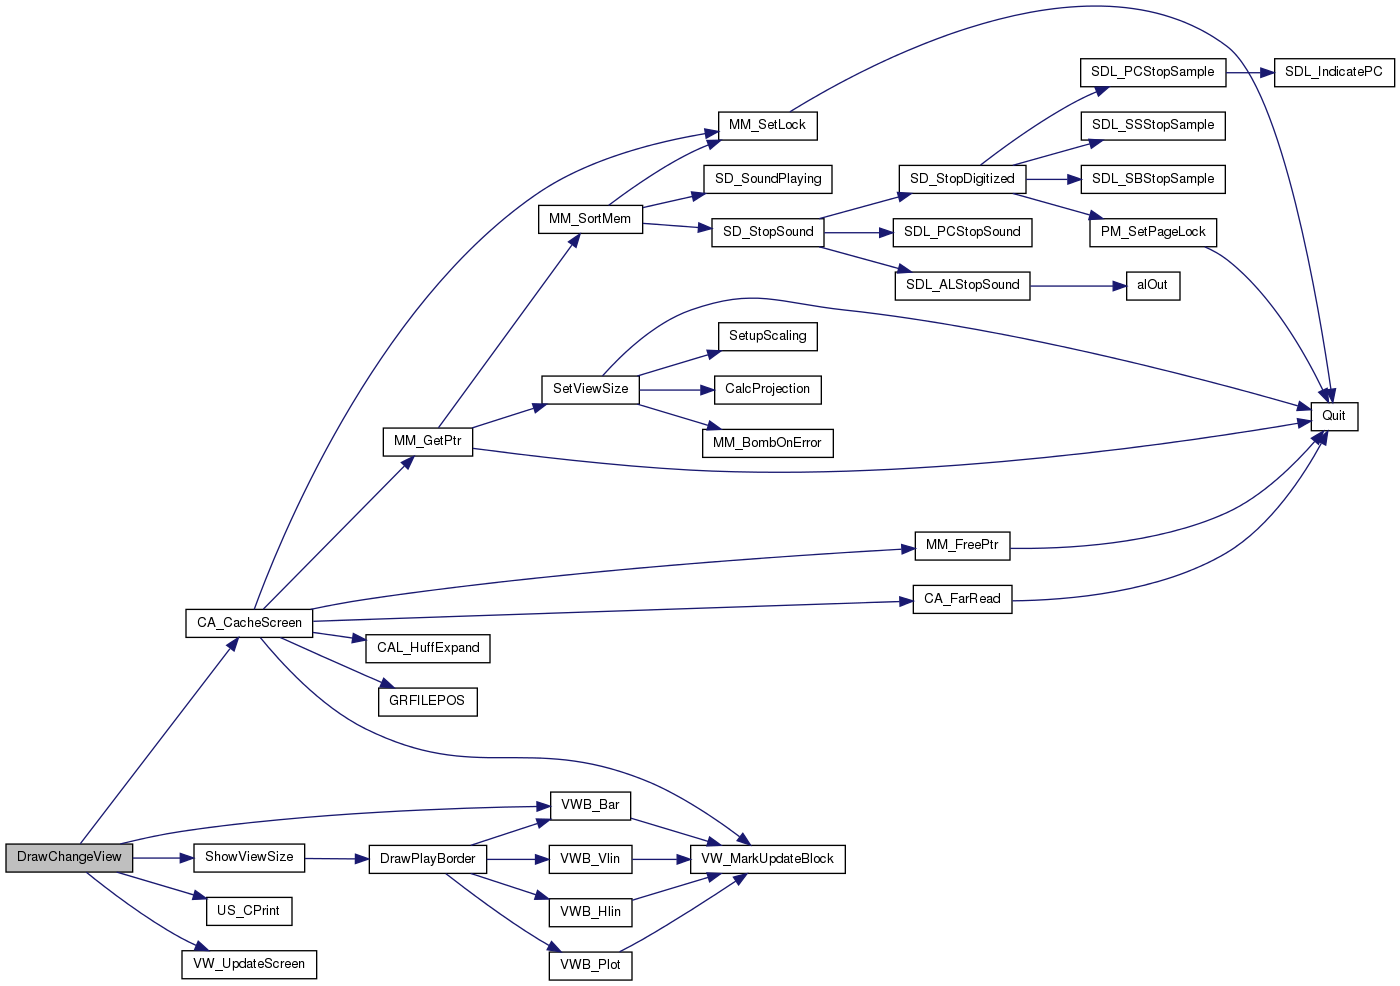 SDL_PCStopSample
SDL_IndicatePC
MM_SetLock
SDL_SSStopSample
SD_SoundPlaying
SD_StopDigitized
SDL_SBStopSample
MM_SortMem
SD_StopSound
SDL_PCStopSound
PM_SetPageLock
SDL_ALStopSound
alOut
SetupScaling
SetViewSize
CalcProjection
Quit
MM_GetPtr
MM_BombOnError
MM_FreePtr
CA_FarRead
CA_CacheScreen
CAL_HuffExpand
GRFILEPOS
VWB_Bar
DrawChangeView
ShowViewSize
DrawPlayBorder
VWB_Vlin
VW_MarkUpdateBlock
US_CPrint
VWB_Hlin
VW_UpdateScreen
VWB_Plot